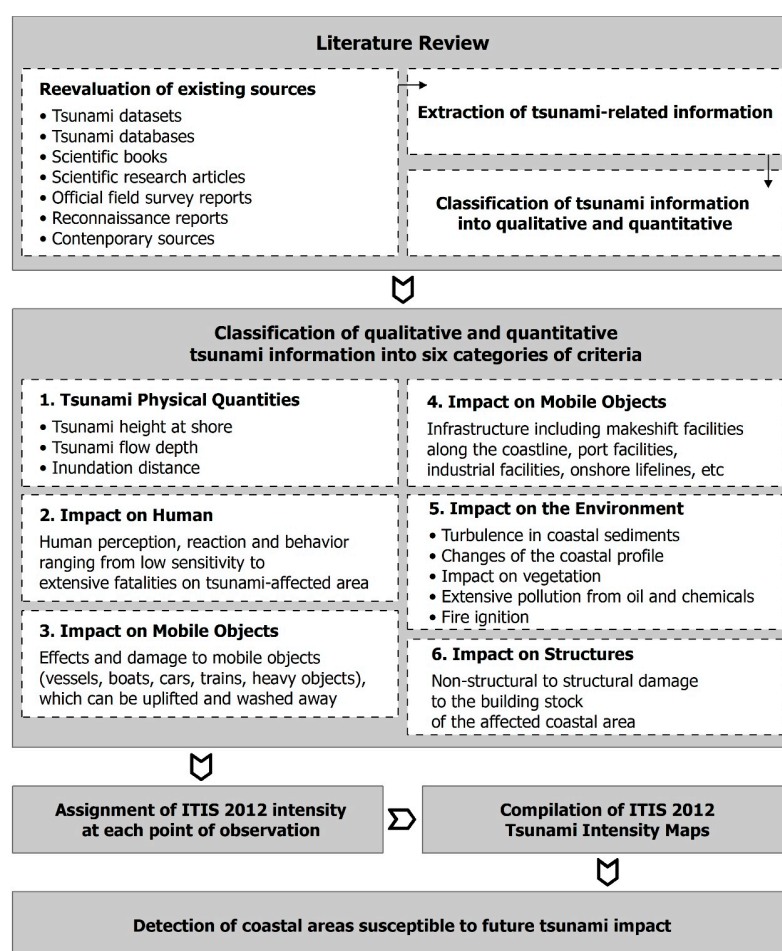 Literature Review
Reevaluation of existing sources
• Tsunami datasets
• Tsunami databases
• Scientific books
• Scientific research articles
• Official field survey reports
• Reconnaissance reports
• Contenporary sources
Extraction of tsunami-related information
Classification of tsunami information
into qualitative and quantitative
Classification of qualitative and quantitative
tsunami information into six categories of criteria
1. Tsunami Physical Quantities
• Tsunami height at shore
• Tsunami flow depth
• Inundation distance
2. Impact on Human
Human perception, reaction and behavior
ranging from low sensitivity to
extensive fatalities on tsunami-affected area
3. Impact on Mobile Objects
Effects and damage to mobile objects
(vessels, boats, cars, trains, heavy objects),
which can be uplifted and washed away
4. Impact on Mobile Objects
Infrastructure including makeshift facilities
along the coastline, port facilities,
industrial facilities, onshore lifelines, etc
5. Impact on the Environment
• Turbulence in coastal sediments
• Changes of the coastal profile
• Impact on vegetation
• Extensive pollution from oil and chemicals
• Fire ignition
6. Impact on Structures
Non-structural to structural damage
to the building stock
of the affected coastal area
Assignment of ITIS 2012 intensity
at each point of observation
Compilation of ITIS 2012
Tsunami Intensity Maps
Detection of coastal areas susceptible to future tsunami impact